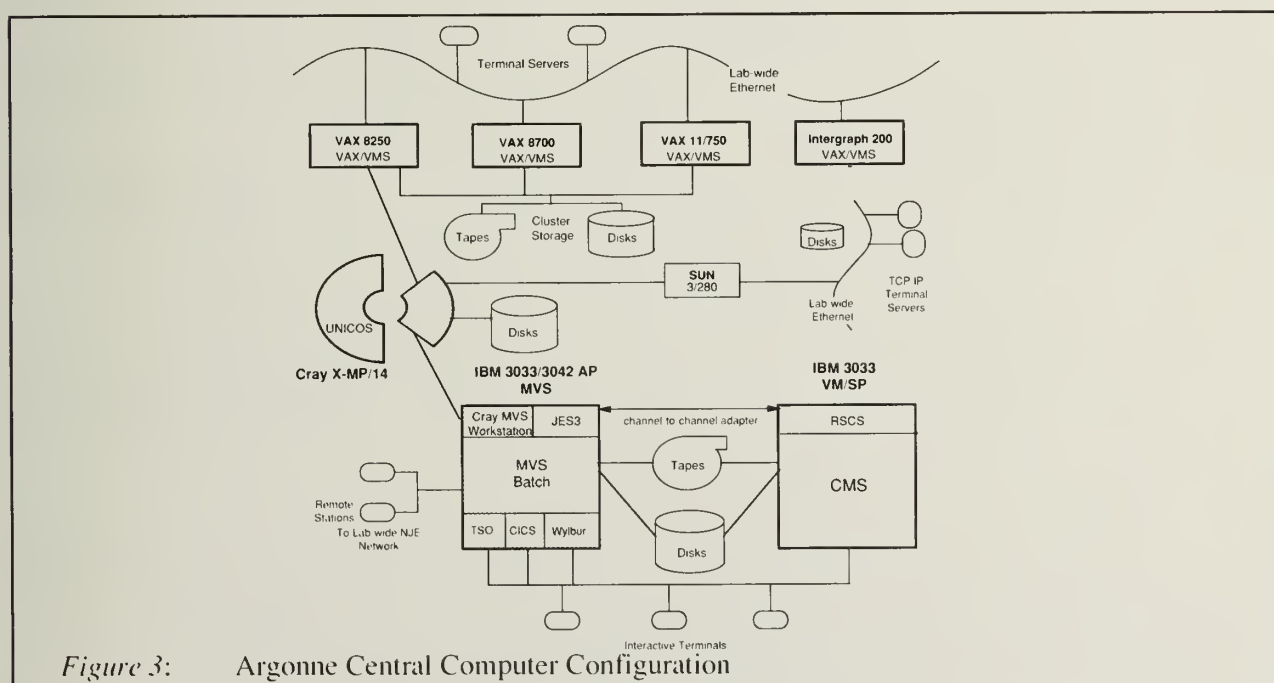 Terminal Servers
Lab-wide
Ethernet
VAX 8250
VAX/VMS
VAX 8700
VAX/VMS
VAX 11/750
VAX/VMS
Intergraph 200
VAX/VMS
Tapes
Cluster
Storage
Disks
Disks
SUN
3/280
TCP IP
Terminal
Servers
Lab wide
Ethernet
UNICOS
Disks
Cray X-MP/14
IBM 3033/3042 AP
MVS
IBM 3033
VM/SP
Cray MVS
Workstation
JES3
channel to channel adapter
RSCS
MVS
Batch
Tapes
CMS
Remote
Stations
To Lab wide NJE
Network
TSO
CICS
Wylbur
Disks
Interactive Terminals
Figure 3: Argonne Central Computer Configuration